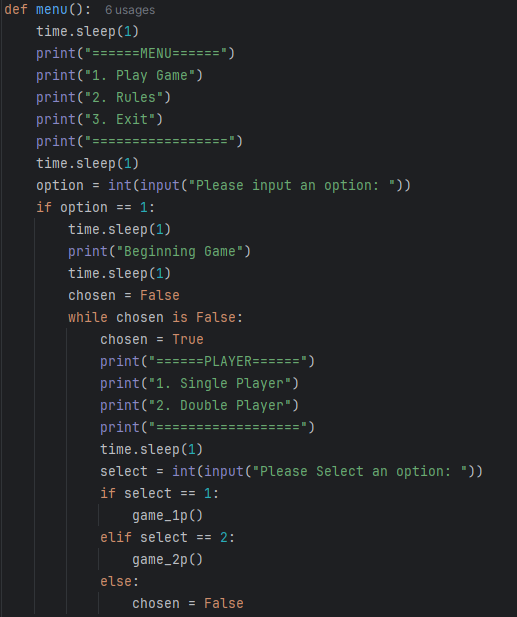 def menu():  6 usages
    time.sleep(1)
    print("======MENU======")
    print("1. Play Game")
    print("2. Rules")
    print("3. Exit")
    print("=================")
    time.sleep(1)
    option = int(input("Please input an option: "))
    if option == 1:
        time.sleep(1)
        print("Beginning Game")
        time.sleep(1)
        chosen = False
        while chosen is False:
            chosen = True
            print("======PLAYER======")
            print("1. Single Player")
            print("2. Double Player")
            print("==================")
            time.sleep(1)
            select = int(input("Please Select an option: "))
            if select == 1:
                game_1p()
            elif select == 2:
                game_2p()
            else:
                chosen = False